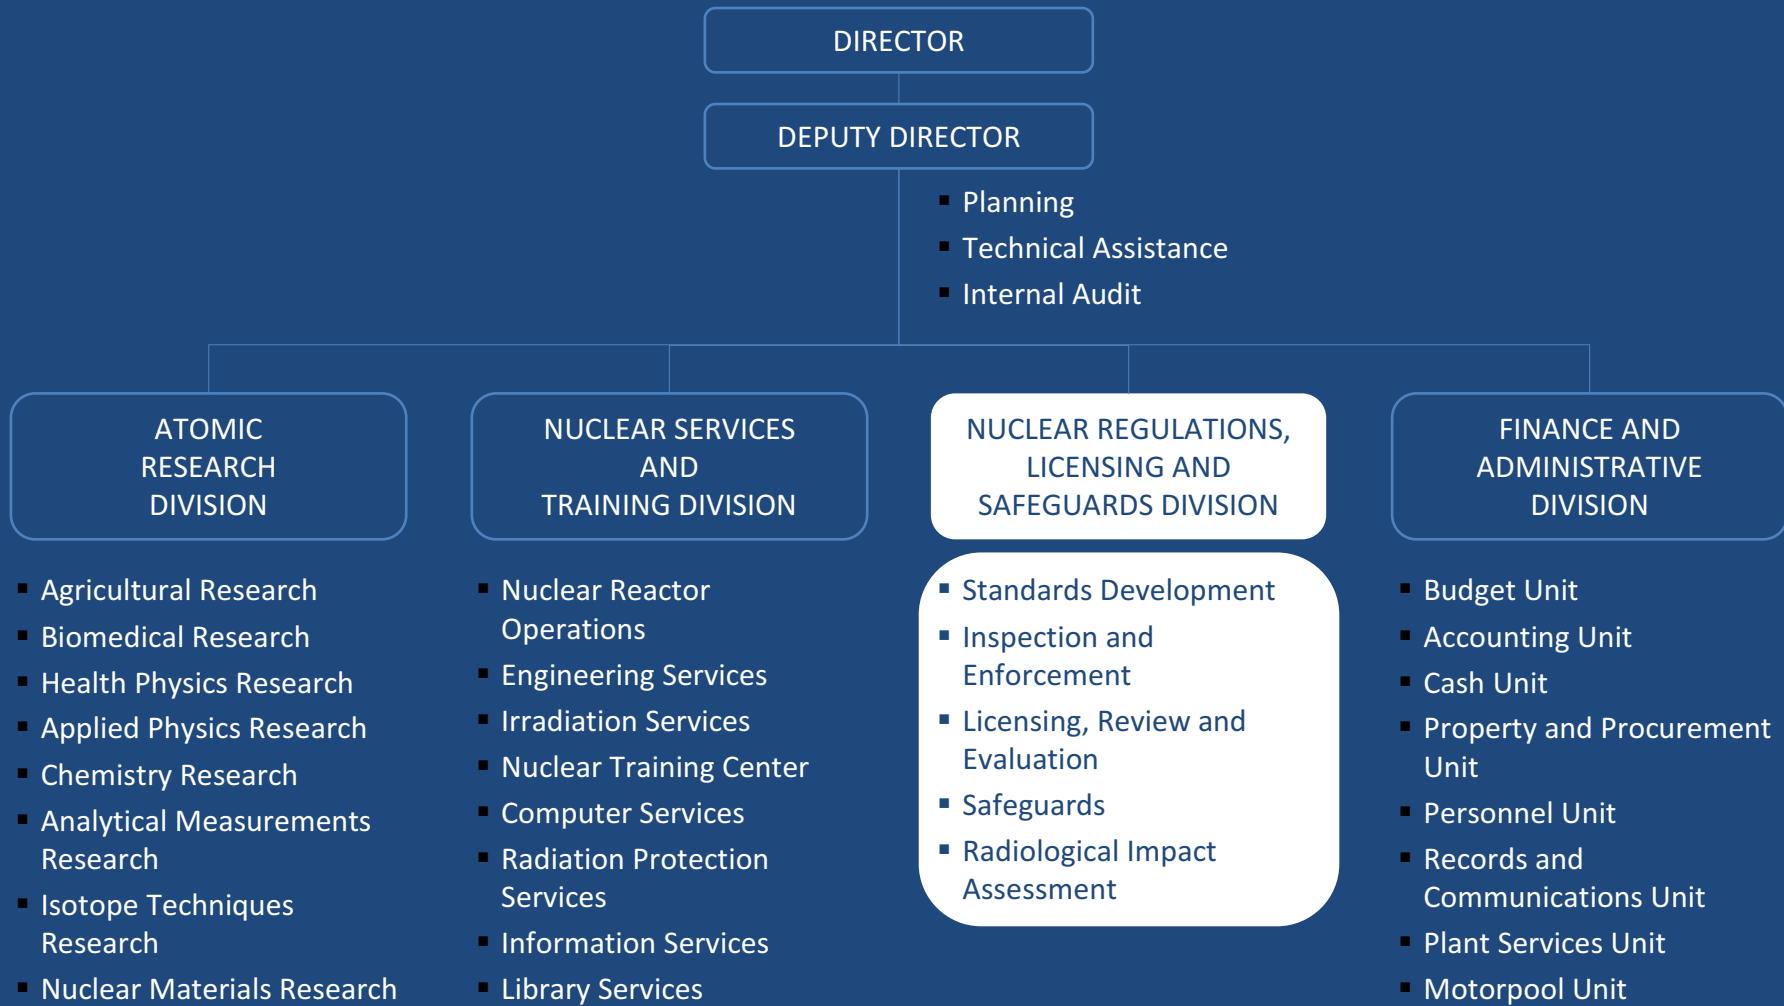 DIRECTOR
DEPUTY DIRECTOR
▪ Planning
▪ Technical Assistance
▪ Internal Audit
ATOMIC
RESEARCH
DIVISION
▪ Agricultural Research
▪ Biomedical Research
▪ Health Physics Research
▪ Applied Physics Research
▪ Chemistry Research
▪ Analytical Measurements
Research
▪ Isotope Techniques
Research
▪ Nuclear Materials Research
NUCLEAR SERVICES
AND
TRAINING DIVISION
▪ Nuclear Reactor
Operations
▪ Engineering Services
▪ Irradiation Services
▪ Nuclear Training Center
▪ Computer Services
▪ Radiation Protection
Services
▪ Information Services
▪ Library Services
NUCLEAR REGULATIONS,
LICENSING AND
SAFEGUARDS DIVISION
▪ Standards Development
▪ Inspection and
Enforcement
▪ Licensing, Review and
Evaluation
▪ Safeguards
▪ Radiological Impact
Assessment
FINANCE AND
ADMINISTRATIVE
DIVISION
▪ Budget Unit
▪ Accounting Unit
▪ Cash Unit
▪ Property and Procurement
Unit
▪ Personnel Unit
▪ Records and
Communications Unit
▪ Plant Services Unit
▪ Motorpool Unit